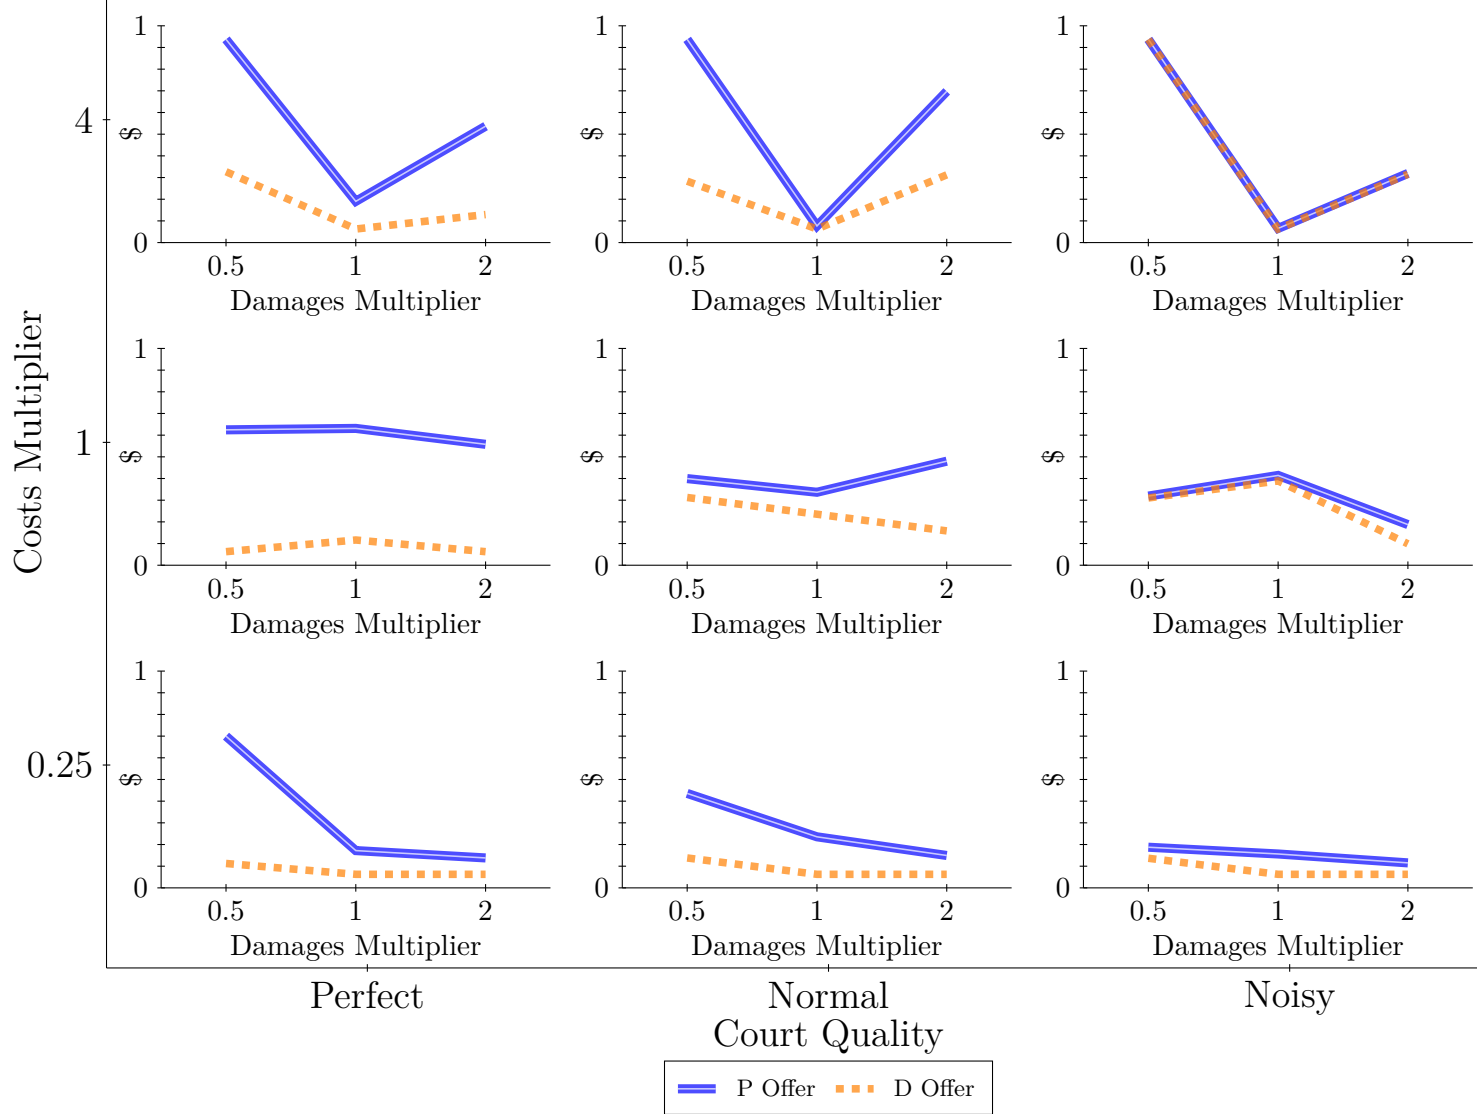 Costs Multiplier
4
1
0.25
1
$
0
0.5 1 2
Damages Multiplier
1
$
0
0.5 1 2
Damages Multiplier
1
$
0
0.5 1 2
Damages Multiplier
1
$
0
0.5 1 2
Damages Multiplier
1
$
0
0.5 1 2
Damages Multiplier
1
$
0
0.5 1 2
Damages Multiplier
1
$
0
0.5 1 2
Damages Multiplier
1
$
0
0.5 1 2
Damages Multiplier
1
$
0
0.5 1 2
Damages Multiplier
Perfect Normal Noisy
Court Quality
P Offer D Offer